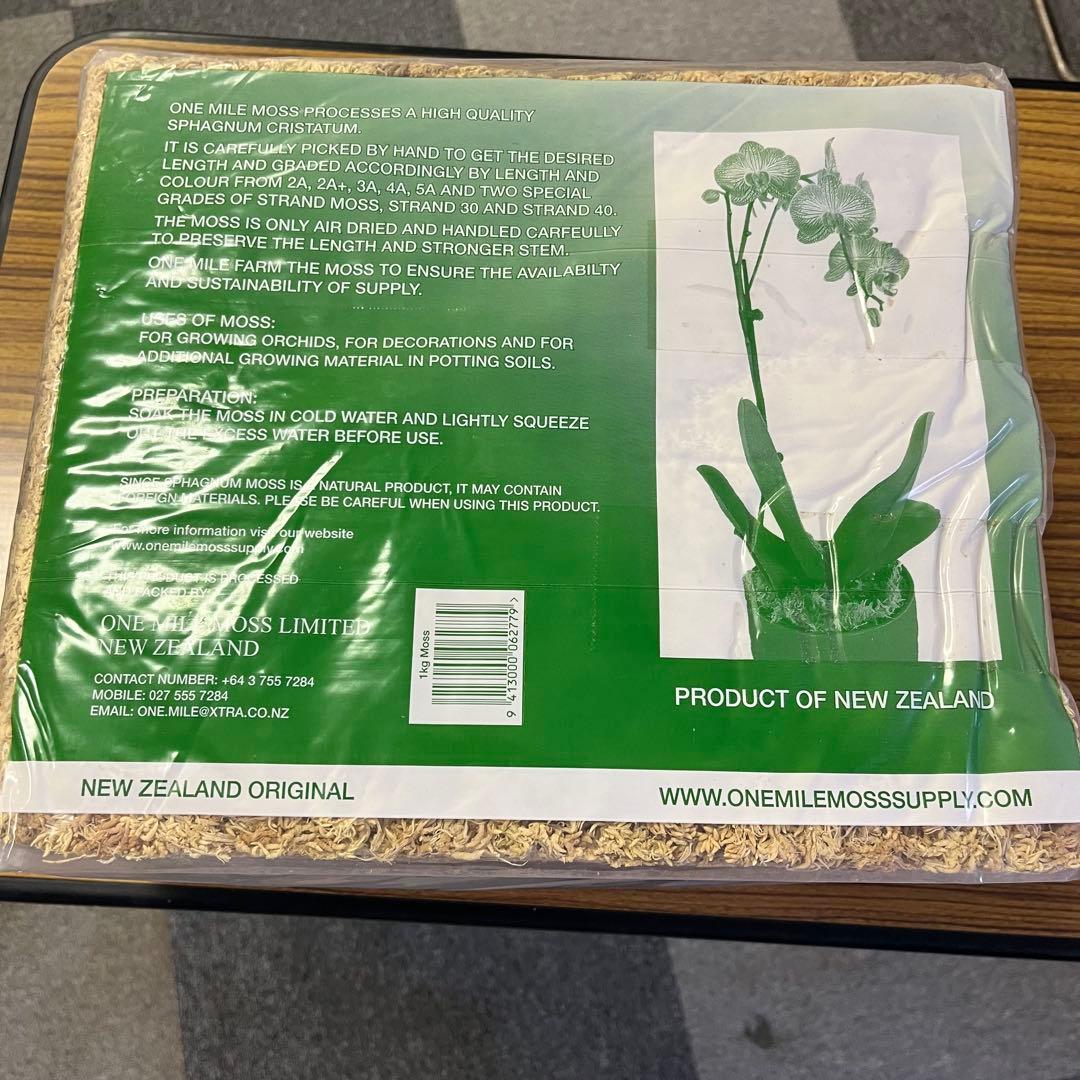 ONE MILE MOSS PROCESSES A HIGH QUALITY
SPHAGNUM CRISTATUM.
IT IS CAREFULLY PICKED BY HAND TO GET THE DESIRED
LENGTH AND GRADED ACCORDINGLY BY LENGTH AND
COLOUR FROM 2A, 2A+, 3A, 4A, 5A AND TWO SPECIAL
GRADES OF STRAND MOSS, STRAND 30 AND STRAND 40.
THE MOSS IS ONLY AIR DRIED AND HANDLED CARFEULLY
TO PRESERVE THE LENGTH AND STRONGER STEM.
ONE MILE FARM THE MOSS TO ENSURE THE AVAILABILTY
AND SUSTAINABILITY OF SUPPLY.
USES OF MOSS:
FOR GROWING ORCHIDS, FOR DECORATIONS AND FOR
ADDITIONAL GROWING MATERIAL IN POTTING SOILS.
PREPARATION:
SOAK THE MOSS IN COLD WATER AND LIGHTLY SQUEEZE
OUT THE EXCESS WATER BEFORE USE.
SINCE SPHAGNUM MOSS IS A NATURAL PRODUCT, IT MAY CONTAIN
FOREIGN MATERIALS. PLEASE BE CAREFUL WHEN USING THIS PRODUCT.
For more information visit our website
www.onemilemosssupply.com
THIS PRODUCT IS PROCESSED
AND PACKED BY:
ONE MILE MOSS LIMITED
NEW ZEALAND
CONTACT NUMBER: +64 3 755 7284
MOBILE: 027 555 7284
EMAIL: ONE.MILE@XTRA.CO.NZ
1kg Moss
9 413000 062779 >
PRODUCT OF NEW ZEALAND
NEW ZEALAND ORIGINAL
WWW.ONEMILEMOSSSUPPLY.COM